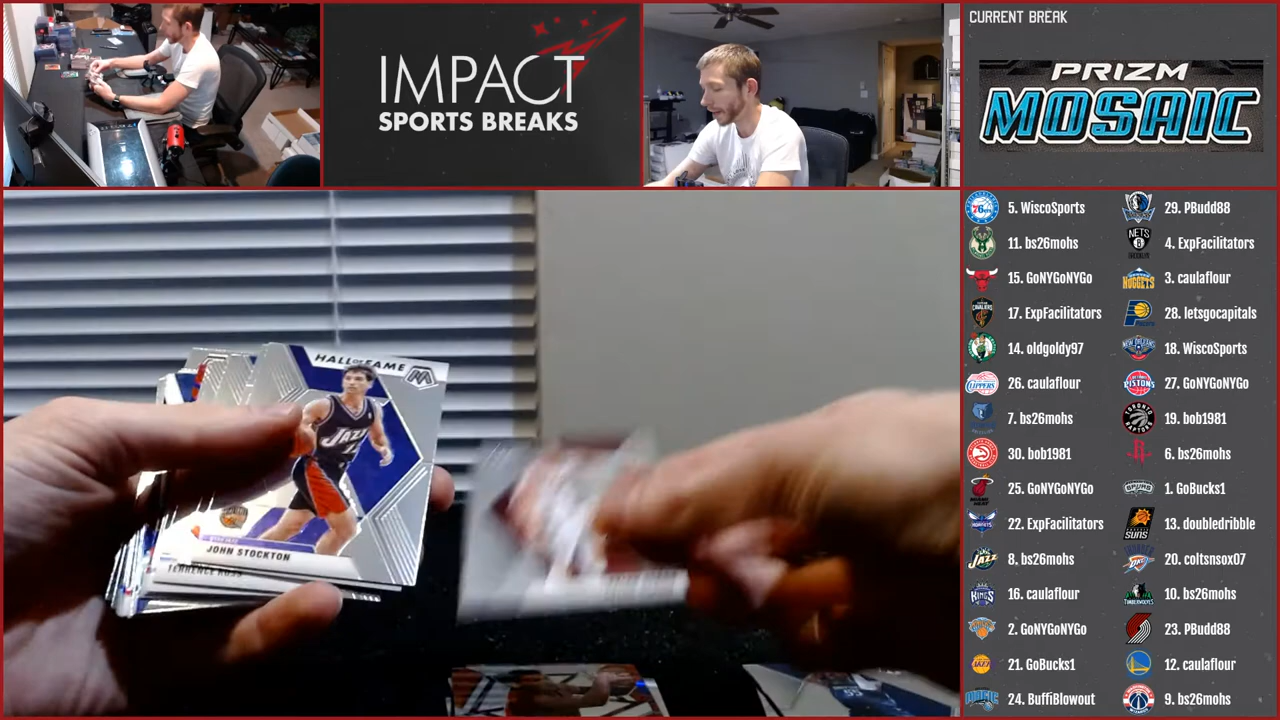 IMPACT
SPORTS BREAKS
CURRENT BREAK
PRIZM
MOSAIC
5. WiscoSports
11. bs26mohs
15. GoNYGoNYGo
17. ExpFacilitators
14. oldgoldy97
26. caulaflour
7. bs26mohs
30. bob1981
25. GoNYGoNYGo
22. ExpFacilitators
8. bs26mohs
16. caulaflour
2. GoNYGoNYGo
21. GoBucks1
24. BuffiBlowout
29. PBudd88
4. ExpFacilitators
3. caulaflour
28. letsgocapitals
18. WiscoSports
27. GoNYGoNYGo
19. bob1981
6. bs26mohs
1. GoBucks1
13. doubledribble
20. coltsnsox07
10. bs26mohs
23. PBudd88
12. caulaflour
9. bs26mohs
HALL OF FAME
JAZZ
JOHN STOCKTON
TERRENCE ROSS